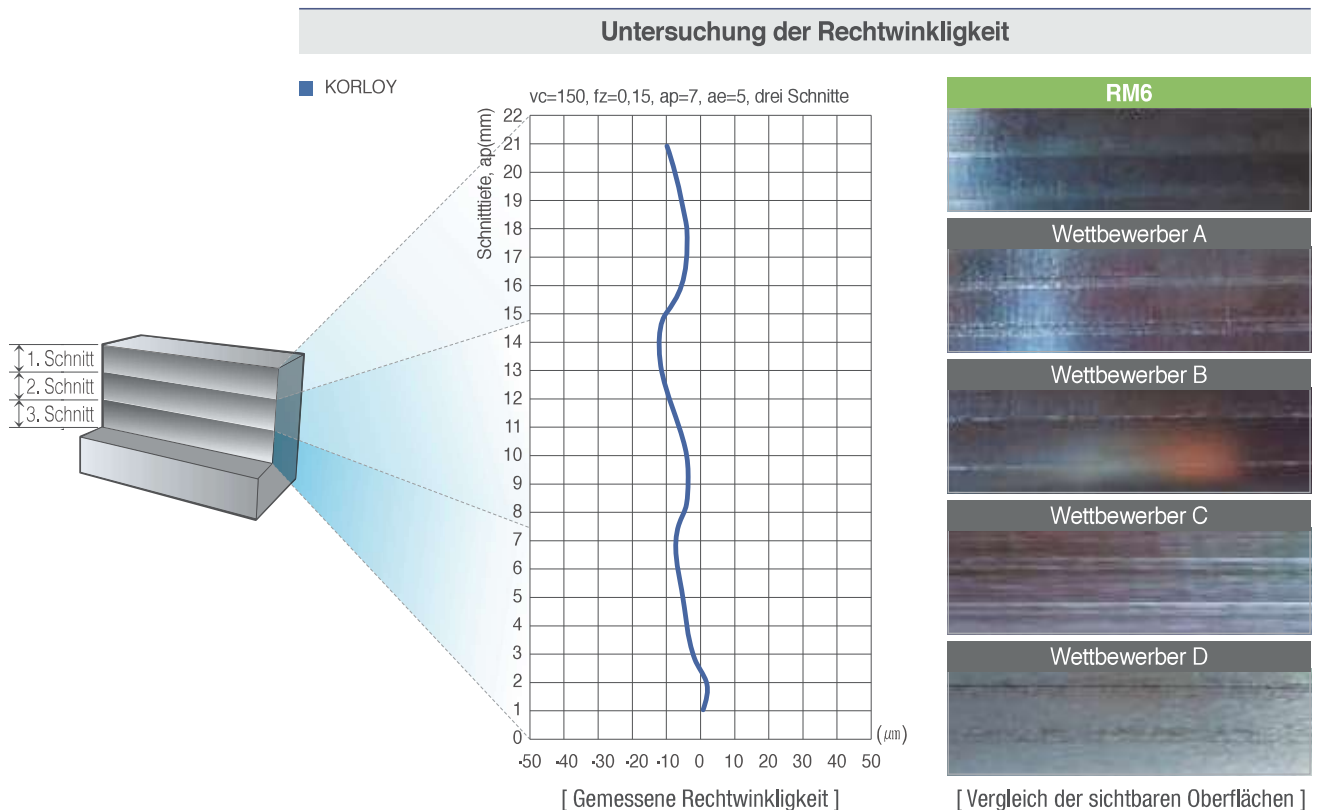 Untersuchung der Rechtwinkligkeit
KORLOY
vc=150, fz=0,15, ap=7, ae=5, drei Schnitte
Schnitttiefe, ap(mm)
22
21
20
19
18
17
16
15
14
13
12
11
10
9
8
7
6
5
4
3
2
1
0
-50 -40 -30 -20 -10 0 10 20 30 40 50
(μm)
[ Gemessene Rechtwinkligkeit ]
1. Schnitt
2. Schnitt
3. Schnitt
RM6
Wettbewerber A
Wettbewerber B
Wettbewerber C
Wettbewerber D
[ Vergleich der sichtbaren Oberflächen ]